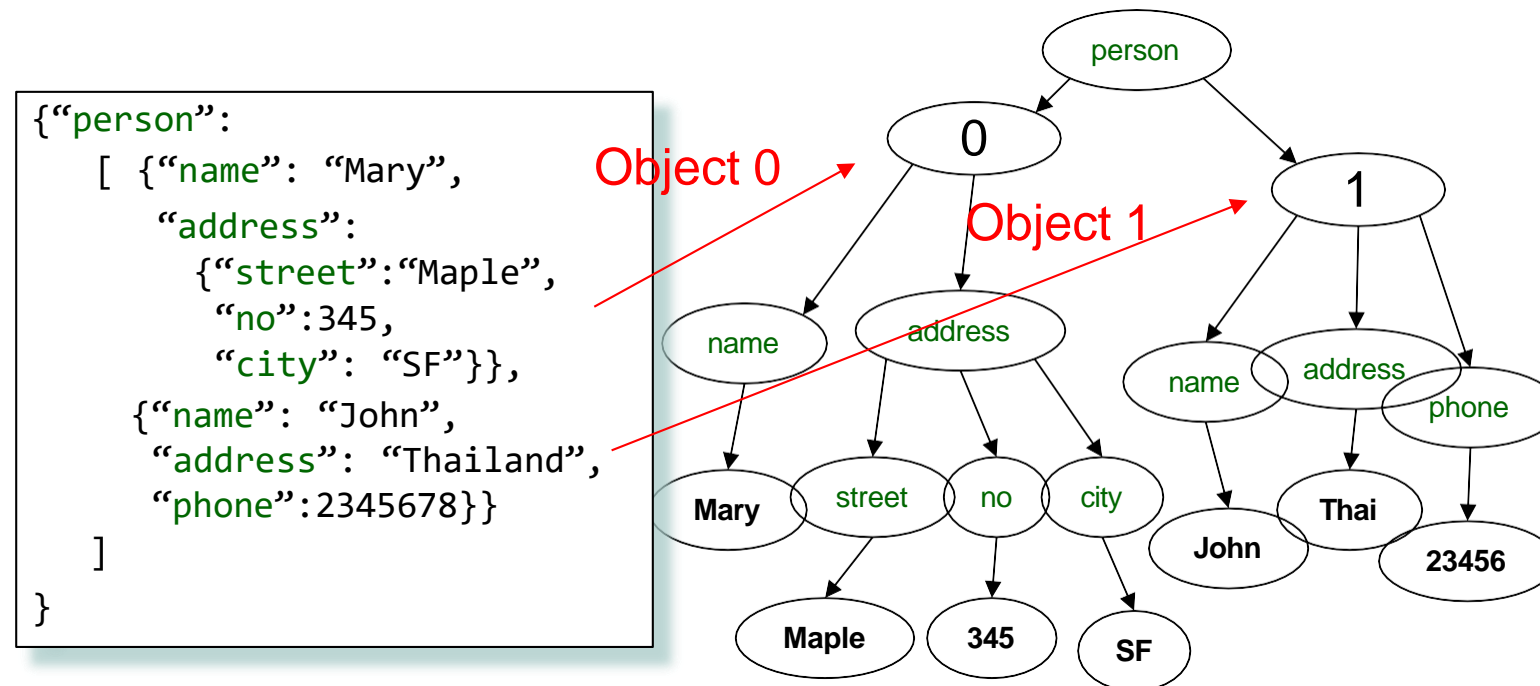 {“person”:
[ {“name”: “Mary”,
“address”:
{“street”:“Maple”,
“no”:345,
“city”: “SF”}},
{“name”: “John”,
“address”: “Thailand”,
“phone”:2345678}}
]
}
Object 0
Object 1
person
0
1
name
address
name
address
phone
Mary
street
no
city
John
Thai
23456
Maple
345
SF